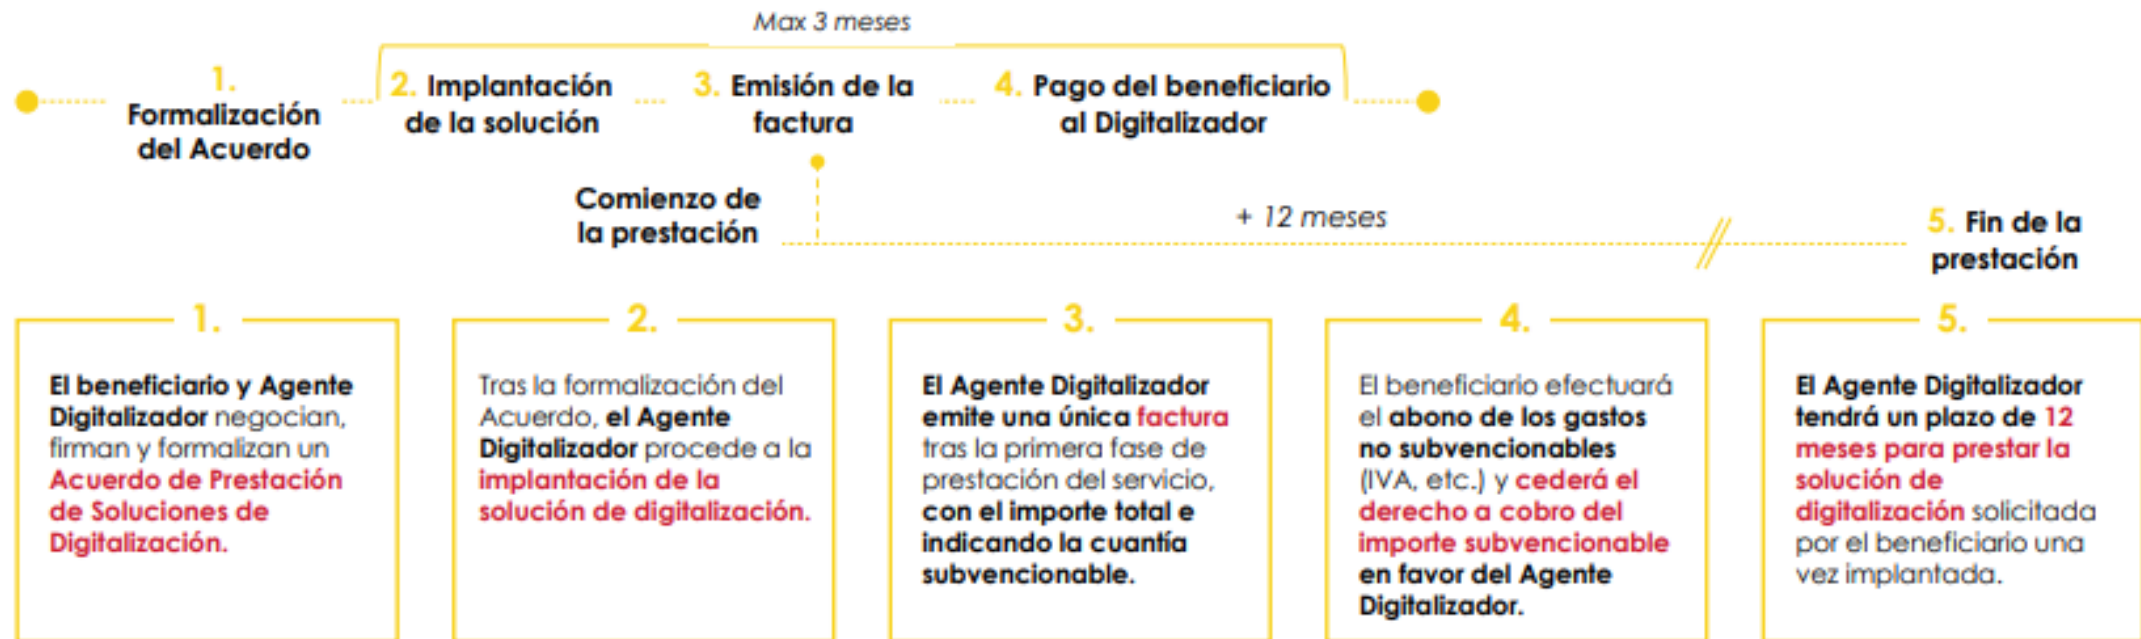 Max 3 meses
1.
Formalización
del Acuerdo
2. Implantación
de la solución
3. Emisión de la
factura
4. Pago del beneficiario
al Digitalizador
Comienzo de
la prestación
+ 12 meses
5. Fin de la
prestación
1.
El beneficiario y Agente
Digitalizador negocian,
firman y formalizan un
Acuerdo de Prestación
de Soluciones de
Digitalización.
2.
Tras la formalización del
Acuerdo, el Agente
Digitalizador procede a la
implantación de la
solución de digitalización.
3.
El Agente Digitalizador
emite una única factura
tras la primera fase de
prestación del servicio,
con el importe total e
indicando la cuantía
subvencionable.
4.
El beneficiario efectuará
el abono de los gastos
no subvencionables
(IVA, etc.) y cederá el
derecho a cobro del
importe subvencionable
en favor del Agente
Digitalizador.
5.
El Agente Digitalizador
tendrá un plazo de 12
meses para prestar la
solución de
digitalización solicitada
por el beneficiario una
vez implantada.